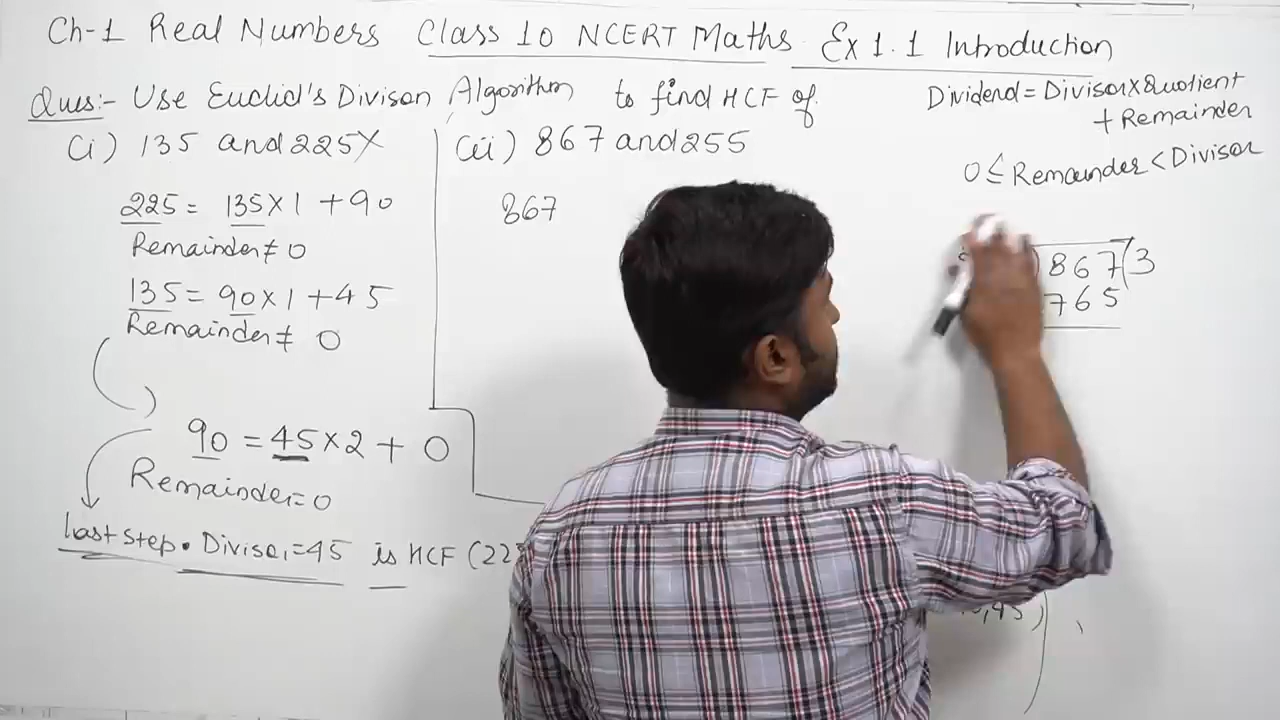 Ch-1 Real Numbers Class 10 NCERT Maths Ex 1.1 Introduction
Ques:- Use Euclid's Divison Algorithm to find HCF of
(i) 135 and 225
225 = 135 × 1 + 90
Remainder ≠ 0
135 = 90 × 1 + 45
Remainder ≠ 0
90 = 45 × 2 + 0
Remainder = 0
last step. Divisor = 45 is HCF (225
(iii) 867 and 255
867
Dividend = Divisor × Quotient
+ Remainder
0 ≤ Remainder < Divisor
) 867 ( 3
765